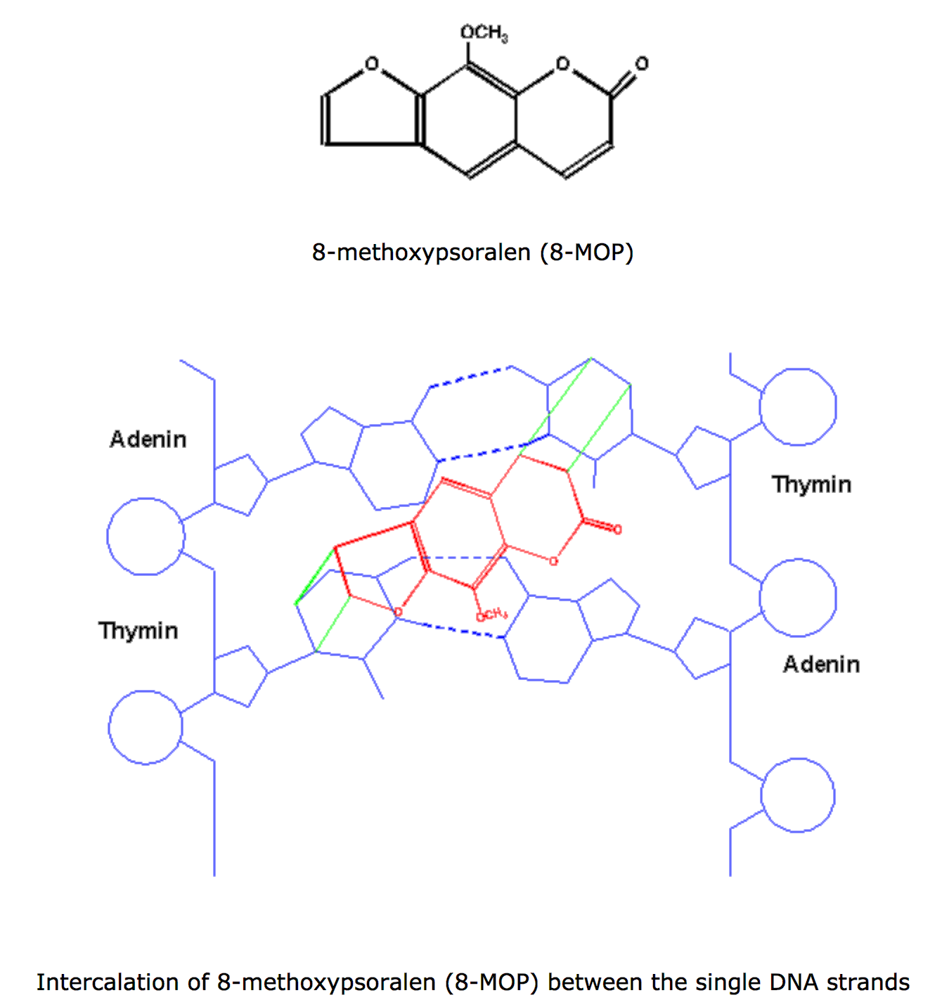 OCH₃
O O O
8-methoxypsoralen (8-MOP)
Adenin
Thymin
O
O
Thymin
O OCH₃
Adenin
Intercalation of 8-methoxypsoralen (8-MOP) between the single DNA strands